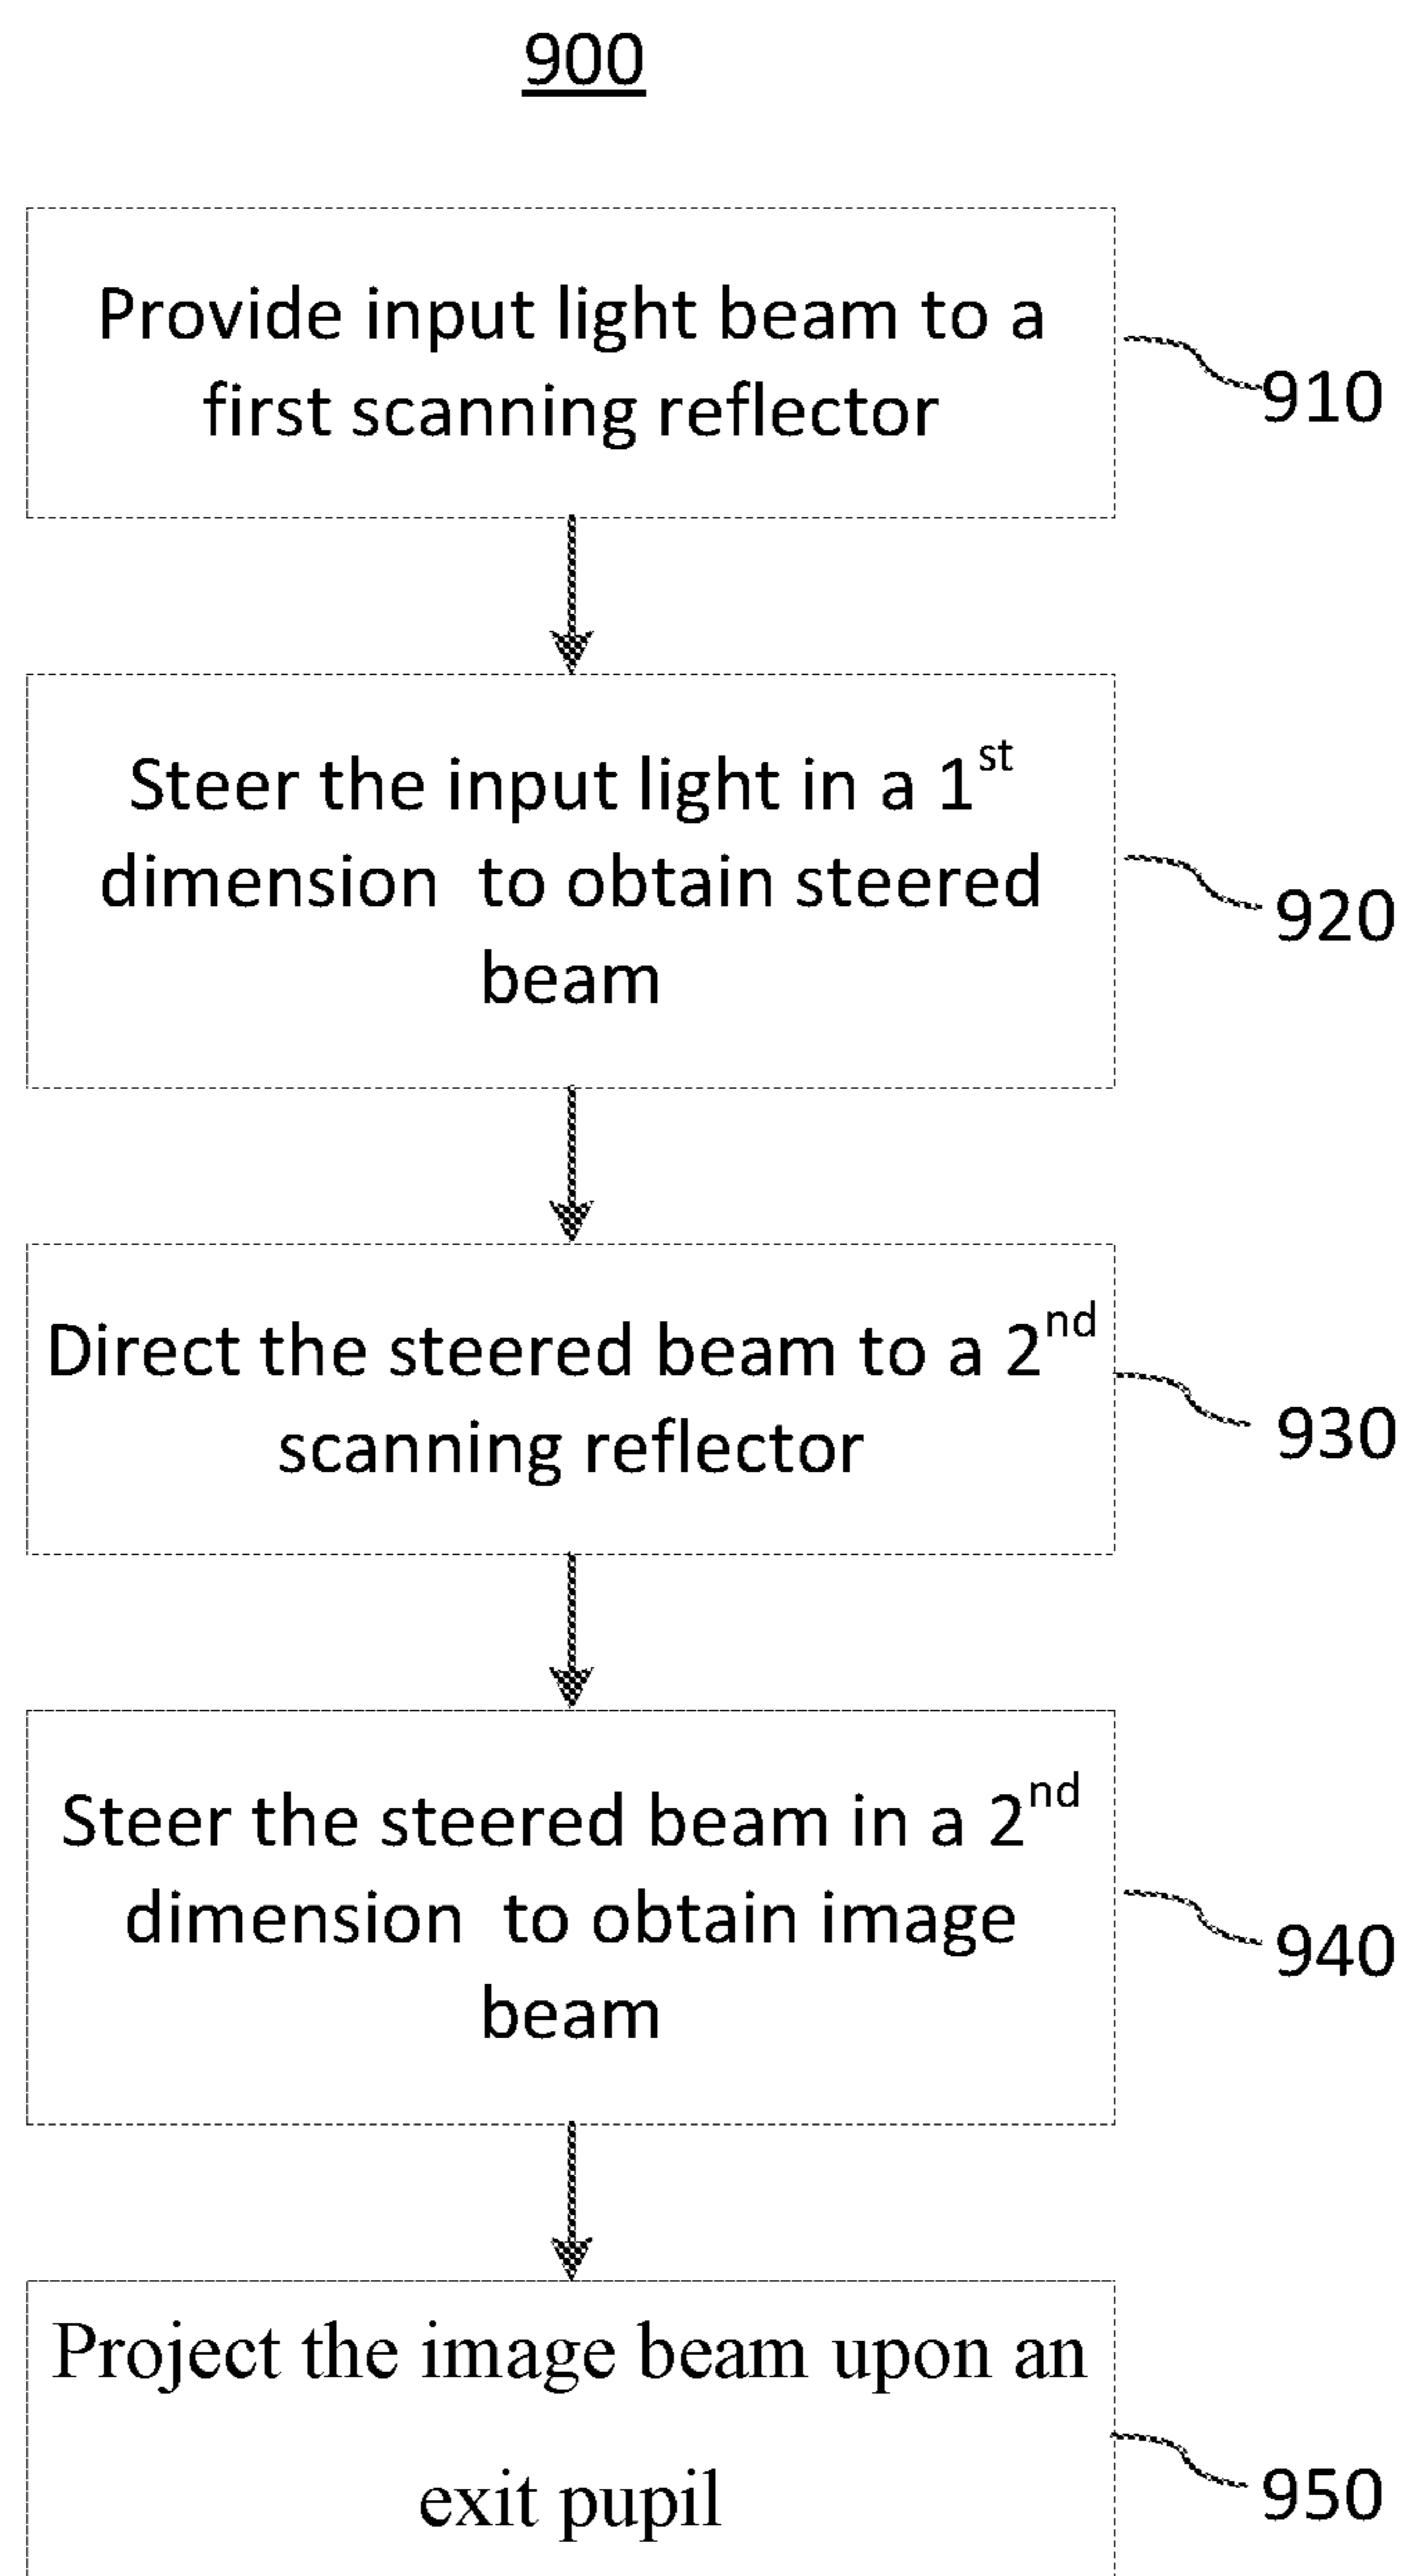 900
Provide input light beam to a
first scanning reflector
910
Steer the input light in a 1st
dimension to obtain steered
beam
920
Direct the steered beam to a 2nd
scanning reflector
930
Steer the steered beam in a 2nd
dimension to obtain image
beam
940
Project the image beam upon an
exit pupil
950